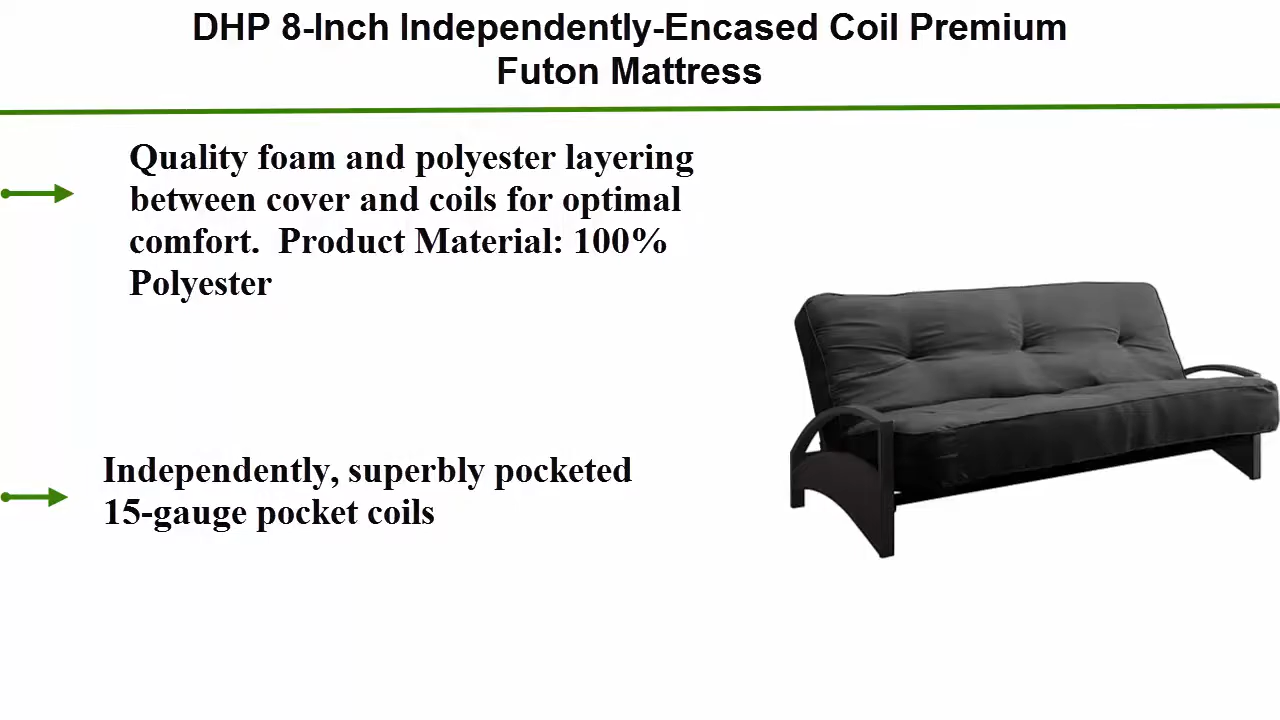 DHP 8-Inch Independently-Encased Coil Premium
Futon Mattress
Quality foam and polyester layering
between cover and coils for optimal
comfort.  Product Material: 100%
Polyester
Independently, superbly pocketed
15-gauge pocket coils